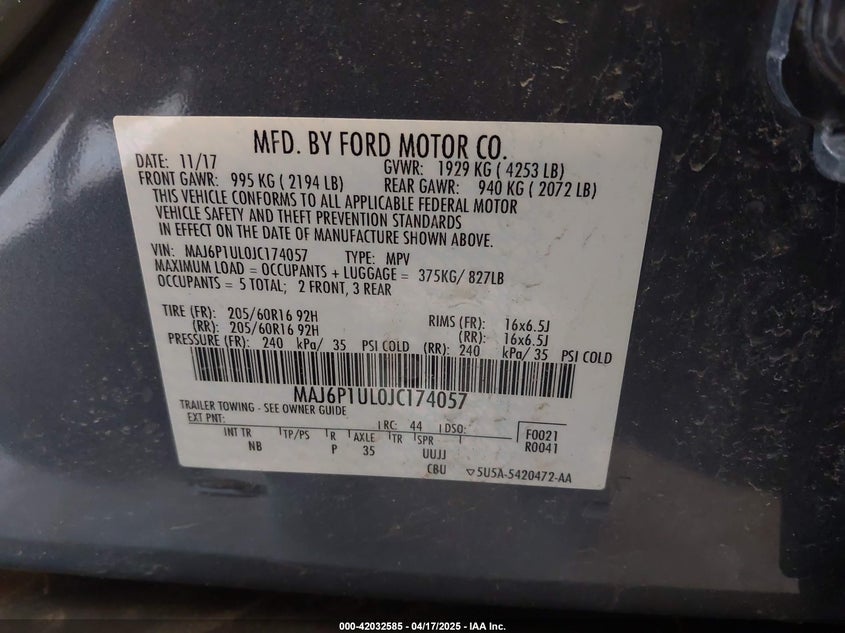 MFD. BY FORD MOTOR CO.
DATE: 11/17 GVWR: 1929 KG ( 4253 LB)
FRONT GAWR: 995 KG ( 2194 LB) REAR GAWR: 940 KG ( 2072 LB)
THIS VEHICLE CONFORMS TO ALL APPLICABLE FEDERAL MOTOR
VEHICLE SAFETY AND THEFT PREVENTION STANDARDS
IN EFFECT ON THE DATE OF MANUFACTURE SHOWN ABOVE.
VIN: MAJ6P1UL0JC174057 TYPE: MPV
MAXIMUM LOAD = OCCUPANTS + LUGGAGE = 375KG/ 827LB
OCCUPANTS = 5 TOTAL; 2 FRONT, 3 REAR
TIRE (FR): 205/60R16 92H RIMS (FR): 16x6.5J
(RR): 205/60R16 92H (RR): 16x6.5J
PRESSURE (FR): 240 kPa/ 35 PSI COLD (RR): 240 kPa/ 35 PSI COLD
MAJ6P1UL0JC174057
TRAILER TOWING - SEE OWNER GUIDE
EXT PNT: RC: 44 DSO: F0021
INT TR TP/PS R AXLE TR SPR R0041
NB P 35 UUJJ
CBU 5U5A-5420472-AA
000-42032585 - 04/17/2025 - IAA Inc.